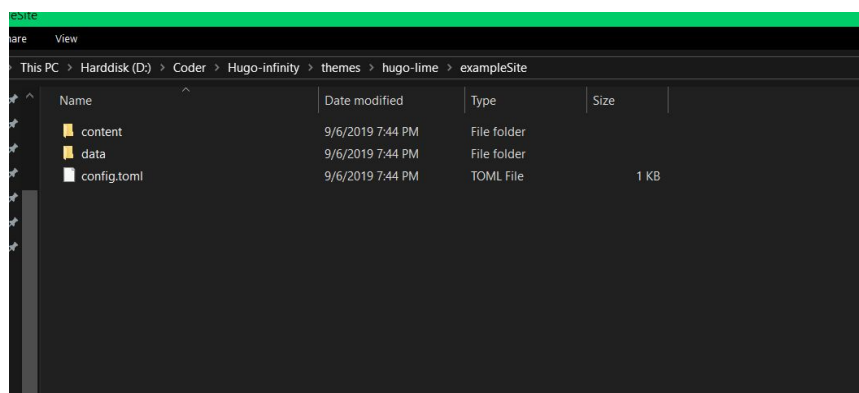 eSite
hare View
This PC > Harddisk (D:) > Coder > Hugo-infinity > themes > hugo-lime > exampleSite
Name Date modified Type Size
content 9/6/2019 7:44 PM File folder
data 9/6/2019 7:44 PM File folder
config.toml 9/6/2019 7:44 PM TOML File 1 KB